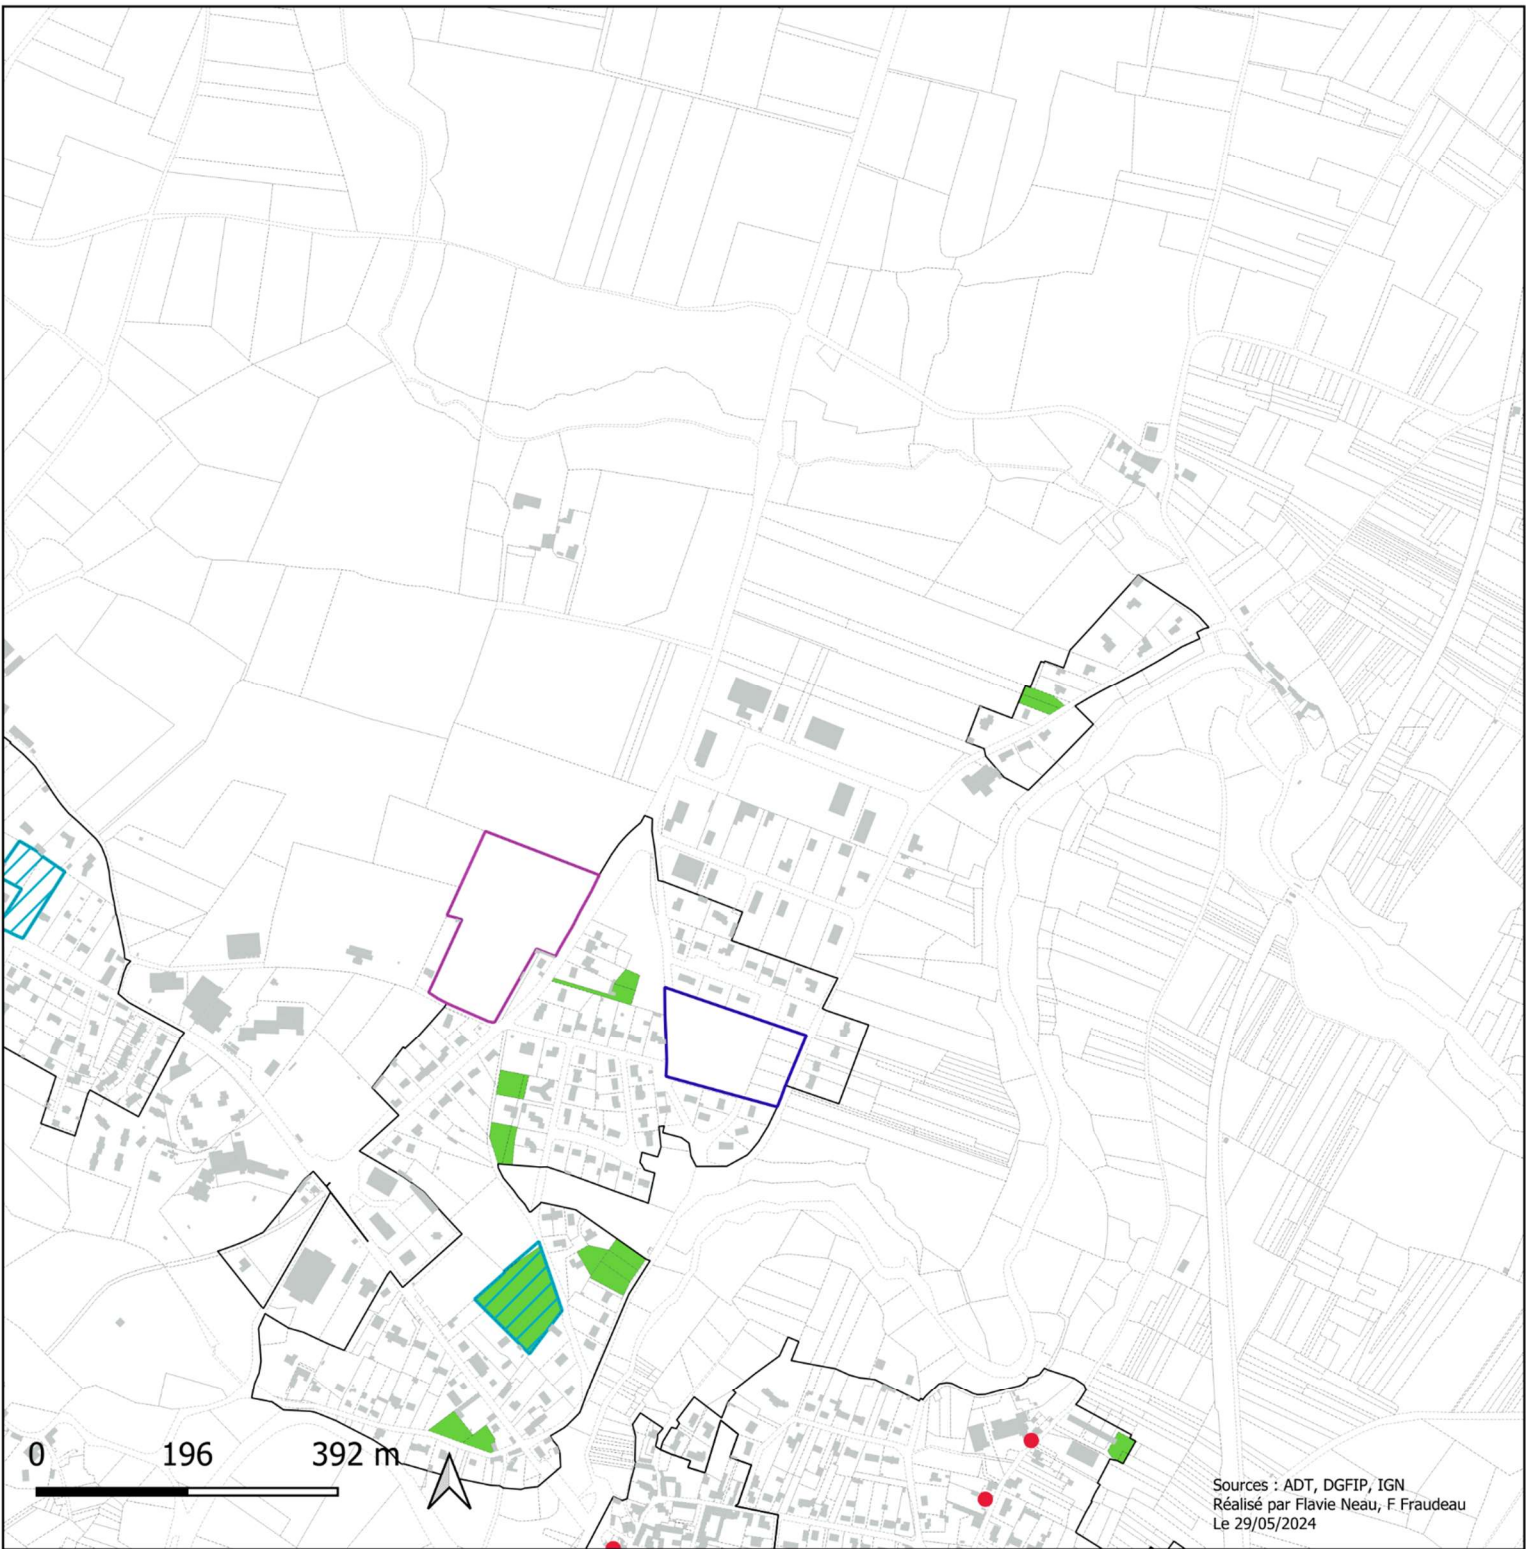 0 196 392 m
Sources : ADT, DGFIP, IGN
Réalisé par Flavie Neau, F Fraudeau
Le 29/05/2024